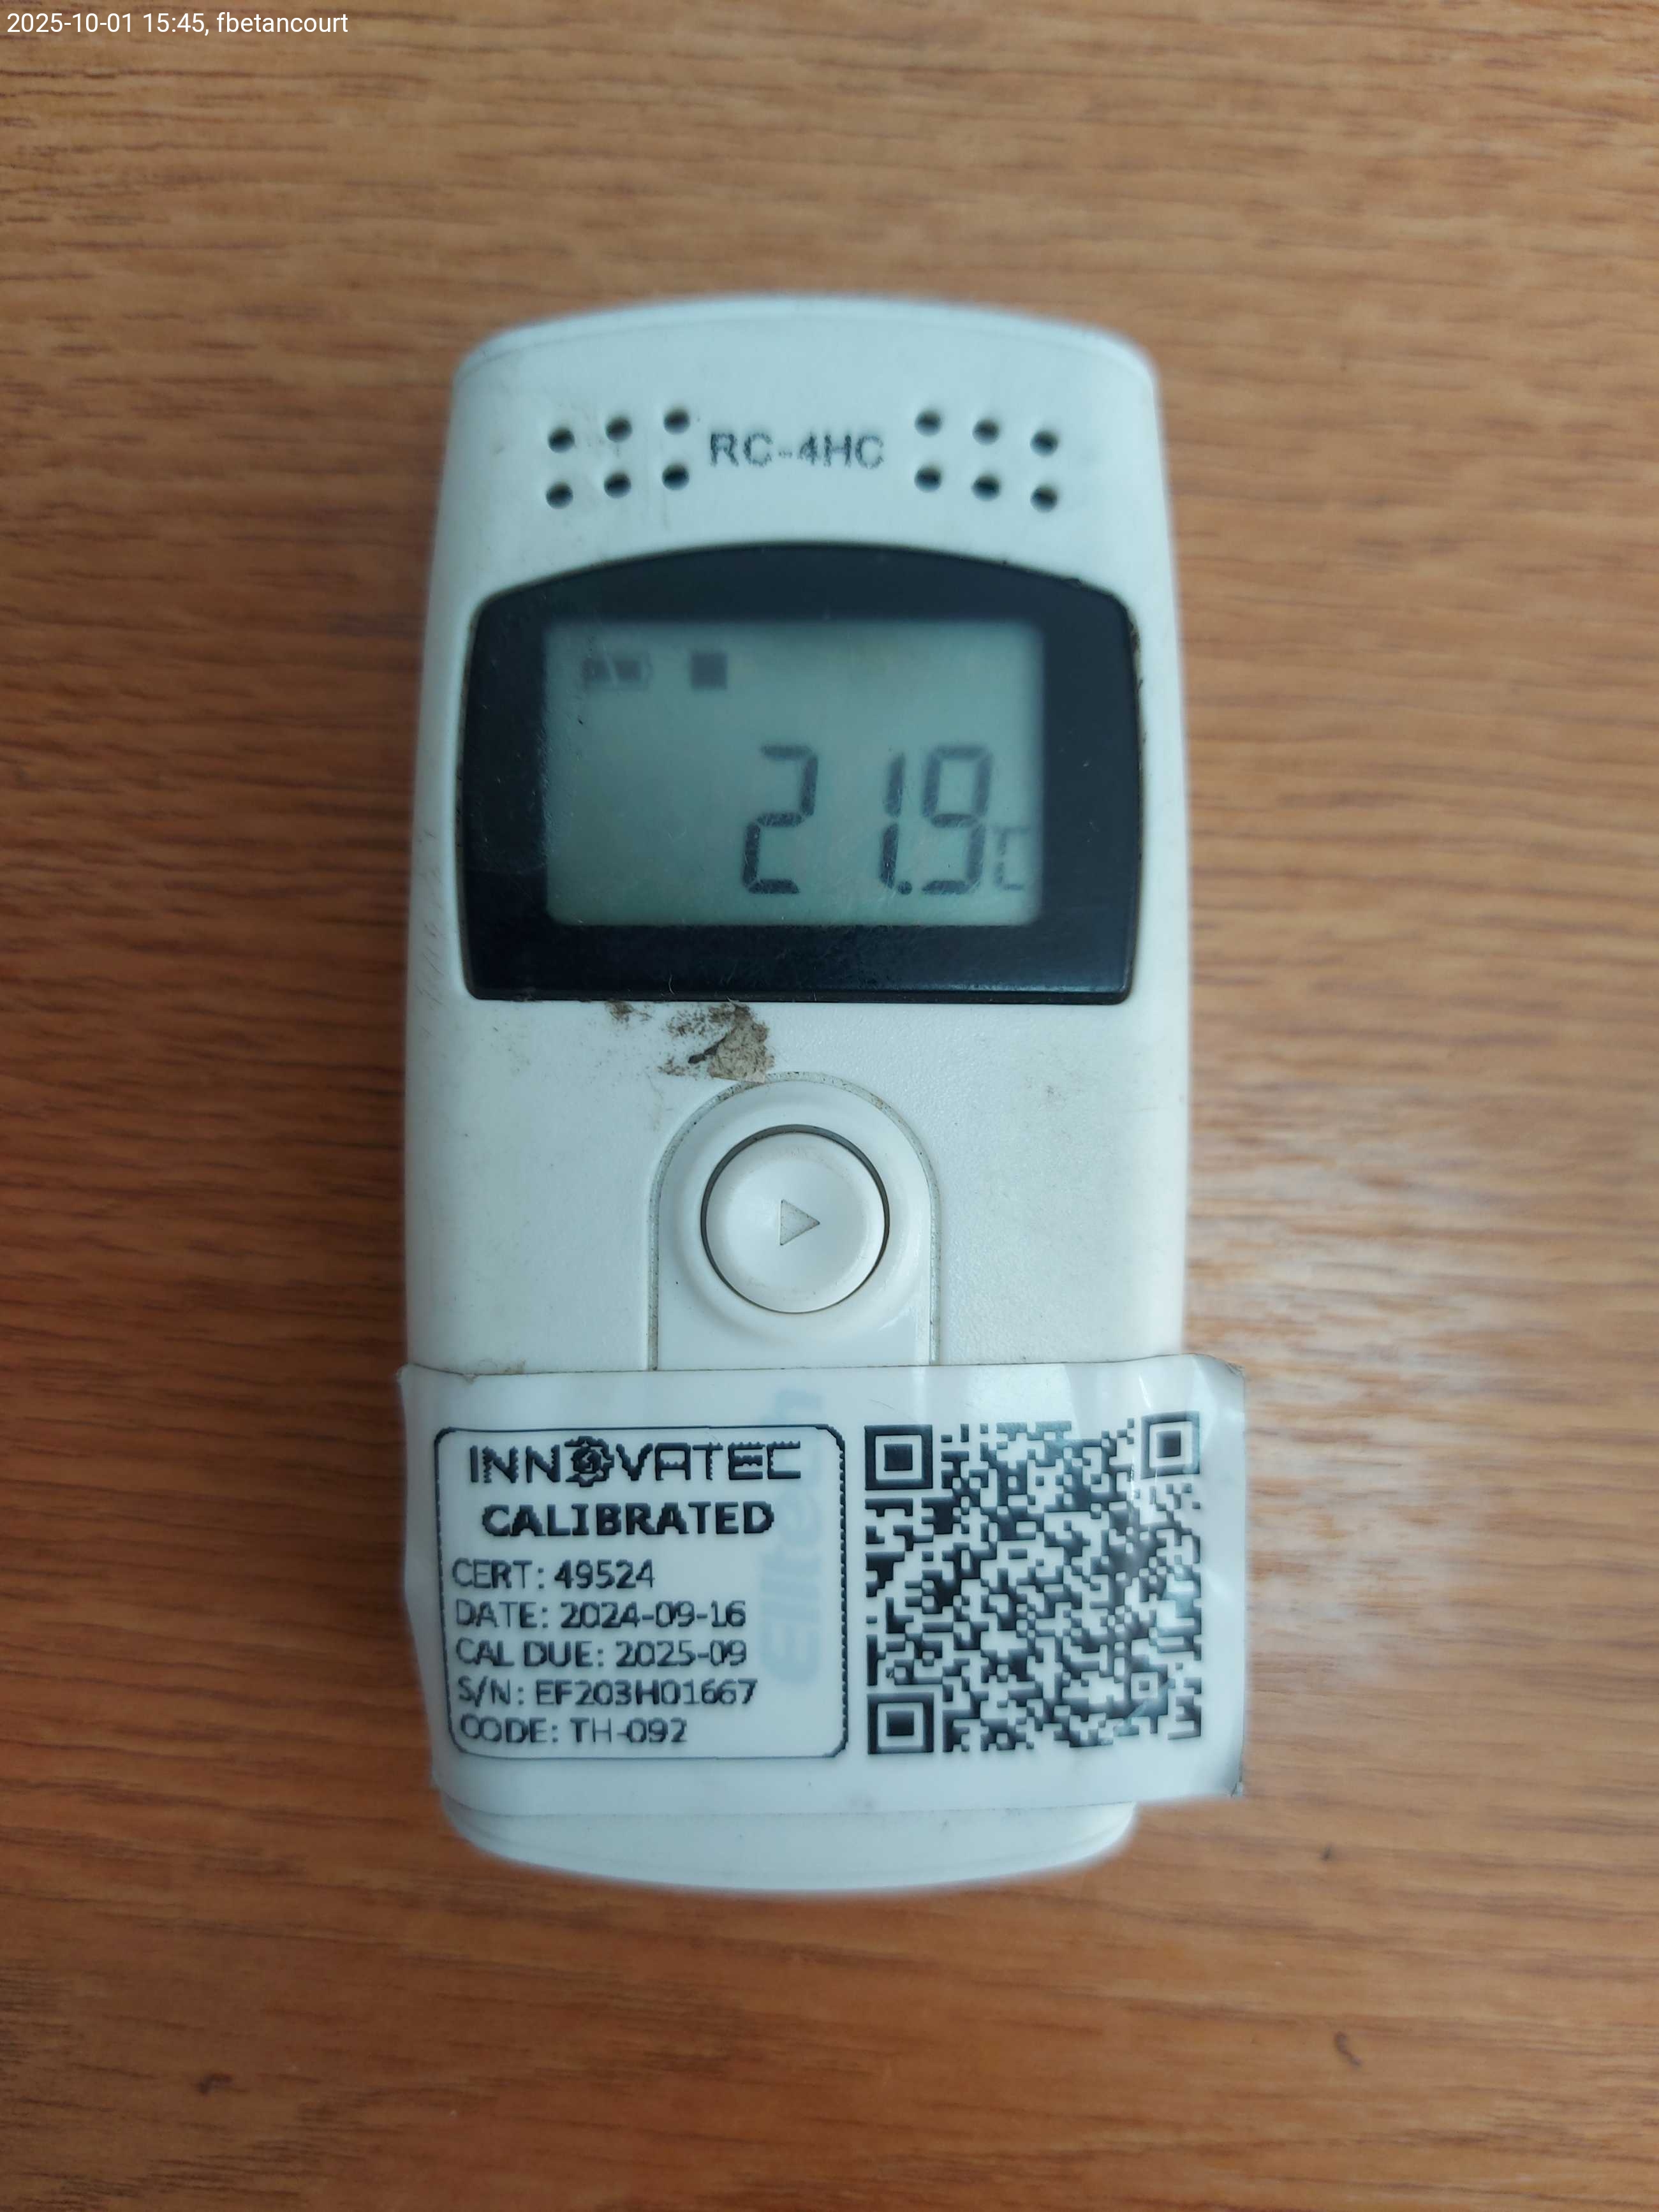 2025-10-01 15:45, fbetancourt
RC-4HC
21.9°C
INNOVATEC
CALIBRATED
CERT: 49524
DATE: 2024-09-16
CAL DUE: 2025-09
S/N: EF203H01667
CODE: TH-092
Elitech